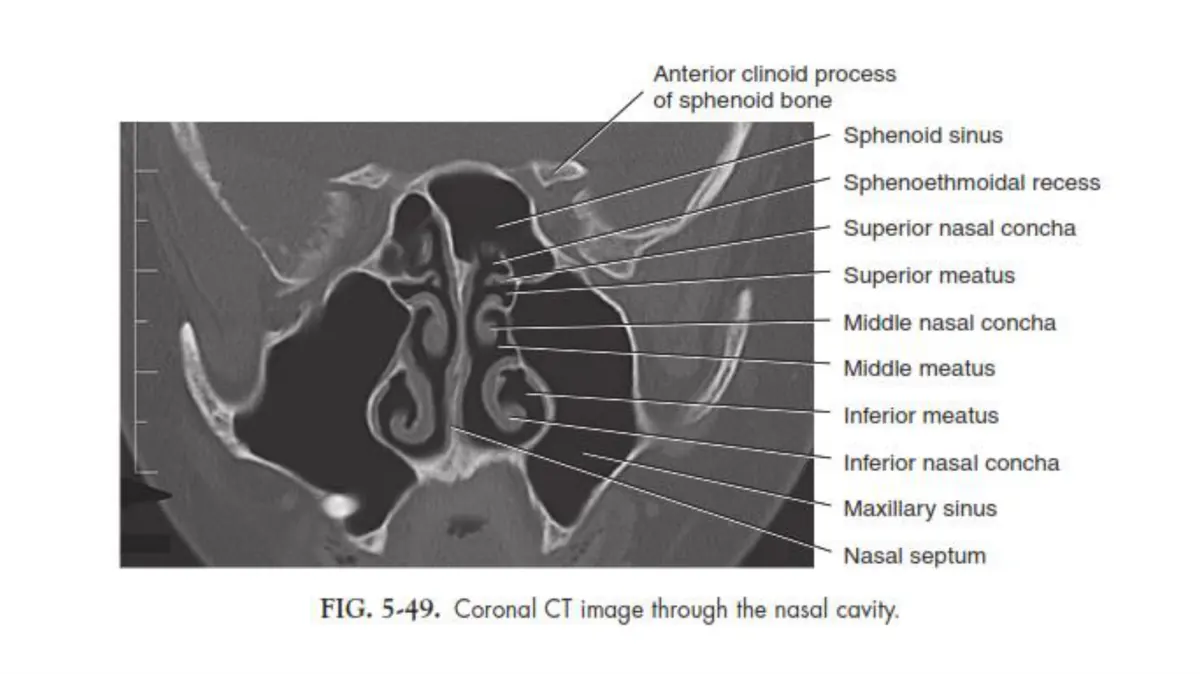 Anterior clinoid process
of sphenoid bone
Sphenoid sinus
Sphenoethmoidal recess
Superior nasal concha
Superior meatus
Middle nasal concha
Middle meatus
Inferior meatus
Inferior nasal concha
Maxillary sinus
Nasal septum
FIG. 5-49. Coronal CT image through the nasal cavity.